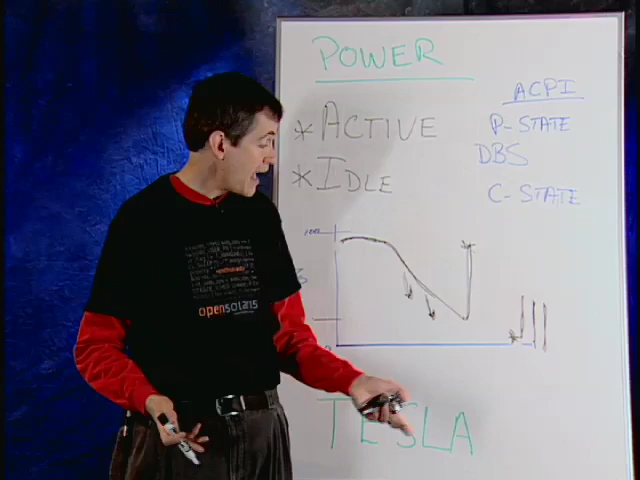 POWER
*ACTIVE
*IDLE
ACPI
P-STATE
DBS
C-STATE
TESLA
opensolaris